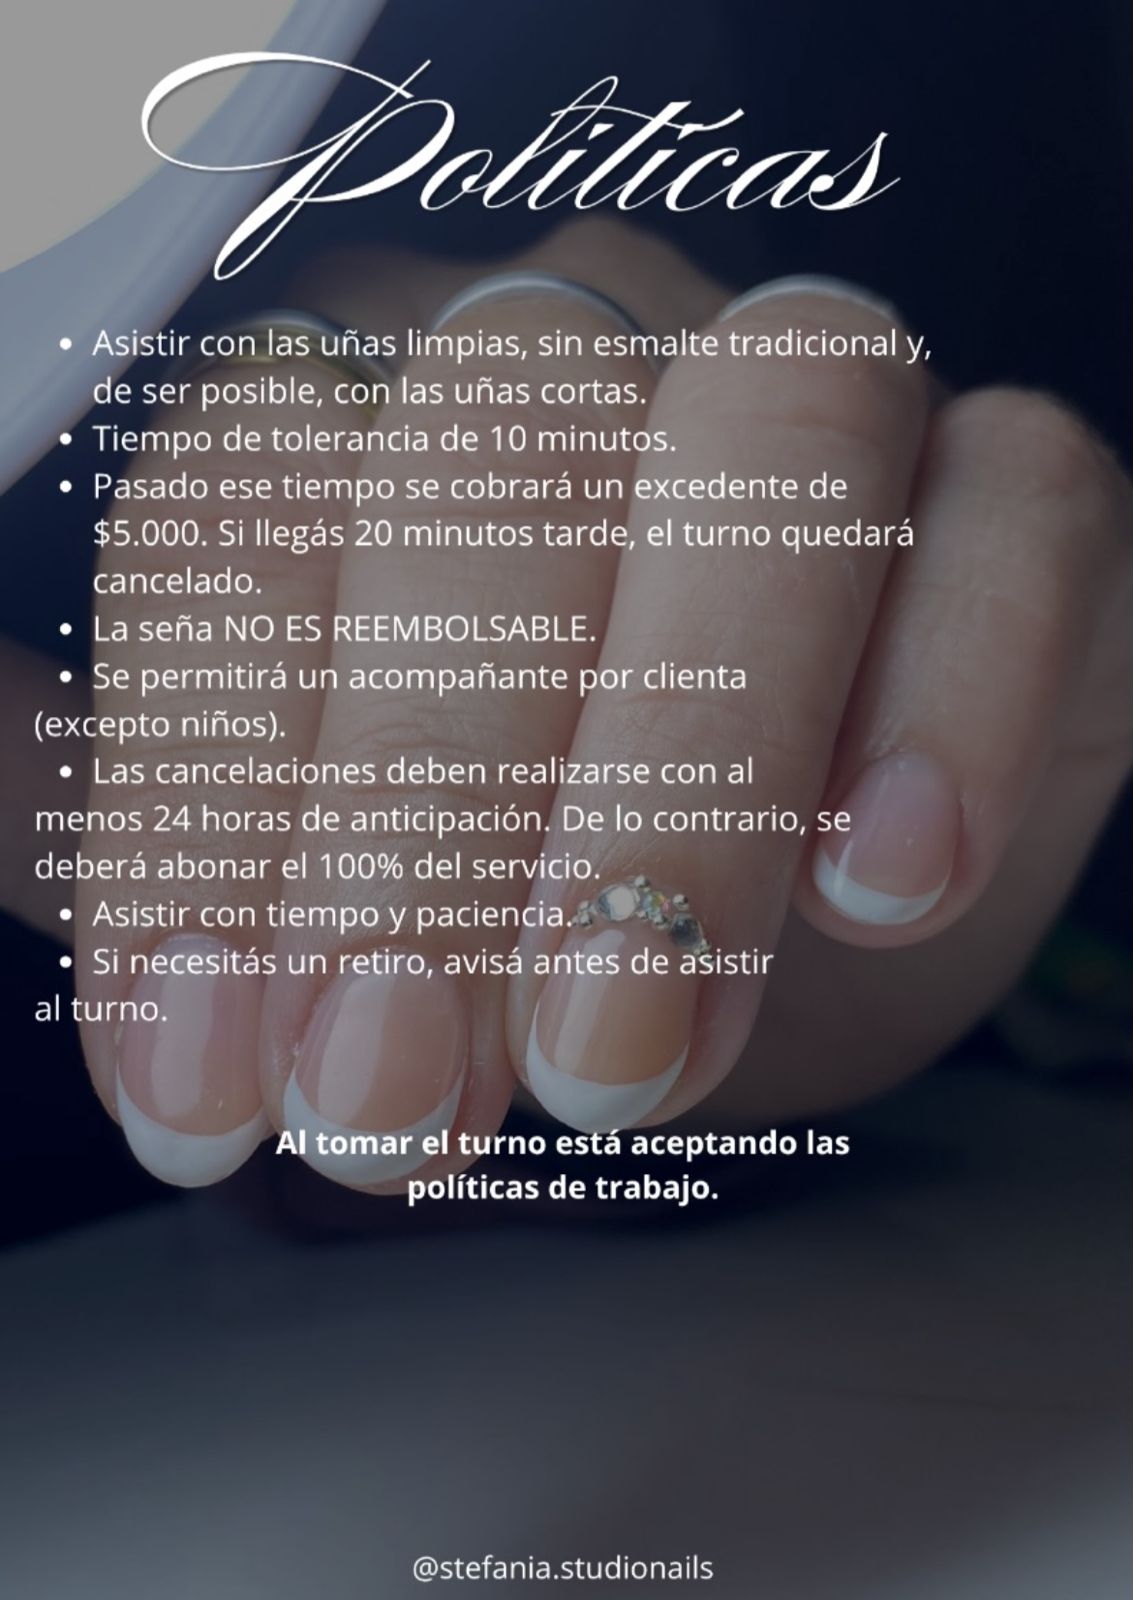 Políticas
• Asistir con las uñas limpias, sin esmalte tradicional y,
de ser posible, con las uñas cortas.
• Tiempo de tolerancia de 10 minutos.
• Pasado ese tiempo se cobrará un excedente de
$5.000. Si llegás 20 minutos tarde, el turno quedará
cancelado.
• La seña NO ES REEMBOLSABLE.
• Se permitirá un acompañante por clienta
(excepto niños).
• Las cancelaciones deben realizarse con al
menos 24 horas de anticipación. De lo contrario, se
deberá abonar el 100% del servicio.
• Asistir con tiempo y paciencia.
• Si necesitás un retiro, avisá antes de asistir
al turno.
Al tomar el turno está aceptando las
políticas de trabajo.
@stefania.studionails